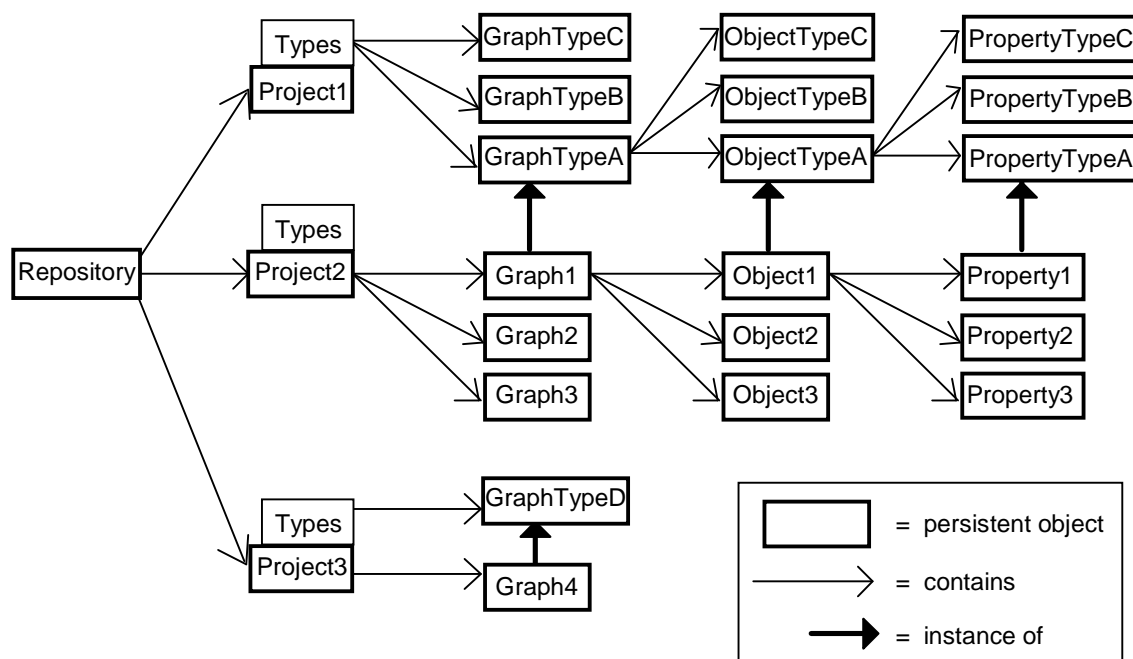 Types
Project1
GraphTypeC
ObjectTypeC
PropertyTypeC
GraphTypeB
ObjectTypeB
PropertyTypeB
GraphTypeA
ObjectTypeA
PropertyTypeA
Repository
Types
Project2
Graph1
Object1
Property1
Graph2
Object2
Property2
Graph3
Object3
Property3
Types
Project3
GraphTypeD
Graph4
= persistent object
= contains
= instance of